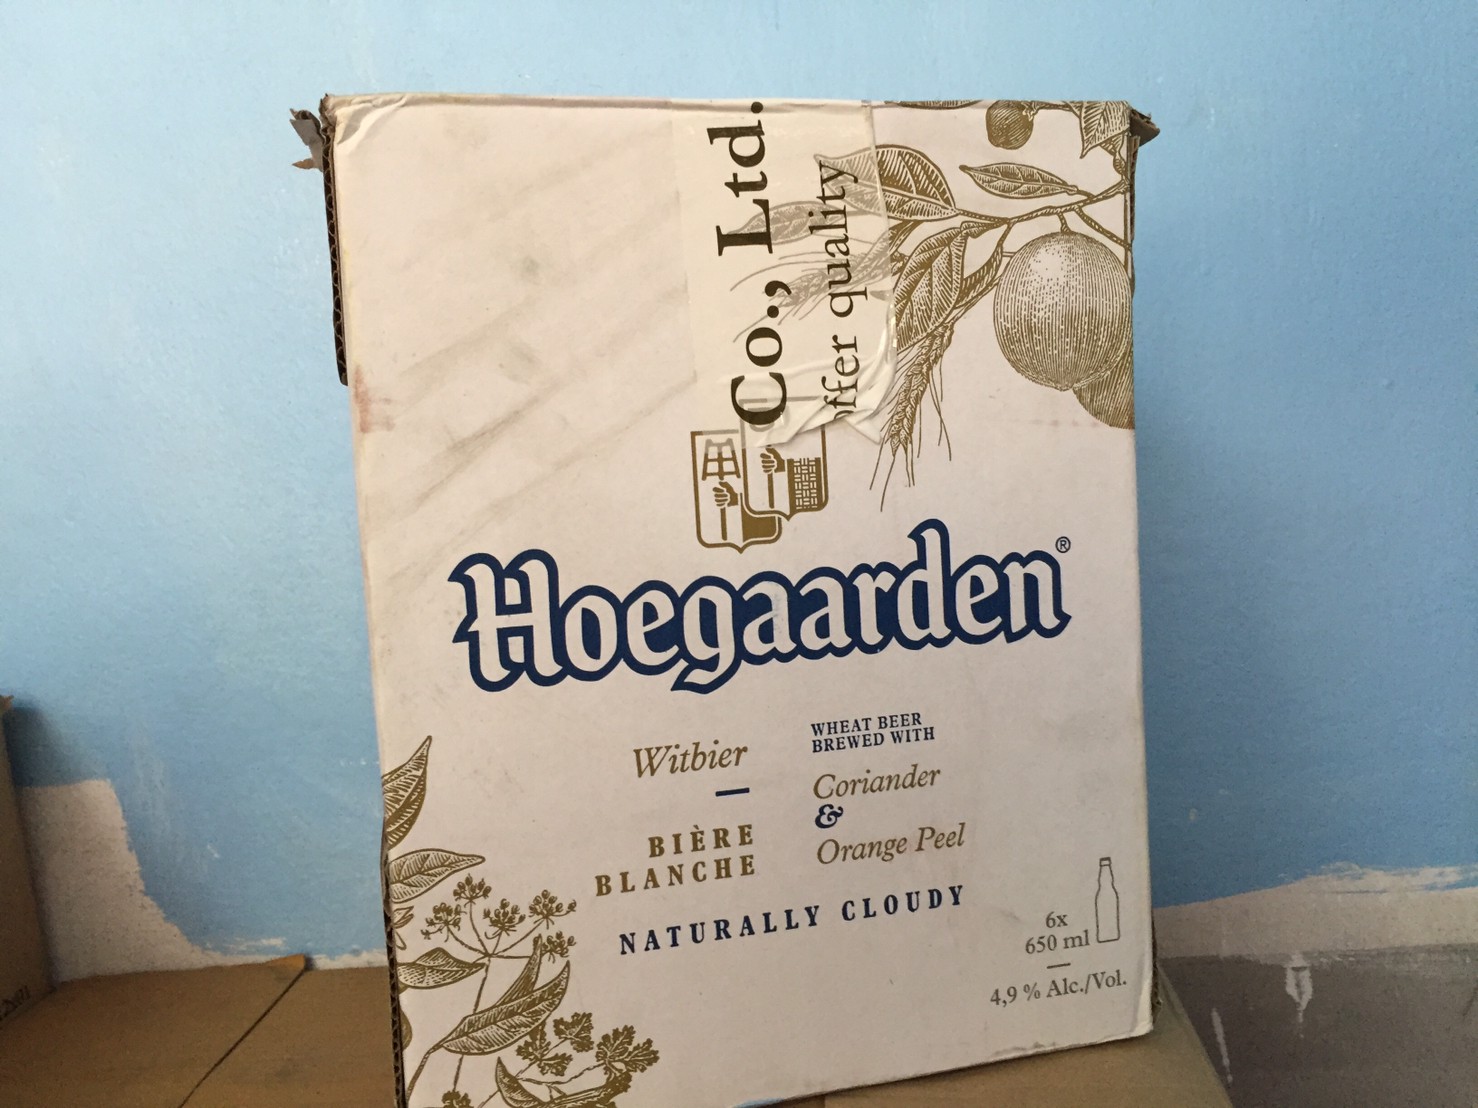 Co., Ltd.
offer quality
Hoegaarden®
Witbier
BIÈRE
BLANCHE
WHEAT BEER
BREWED WITH
Coriander
&
Orange Peel
NATURALLY CLOUDY
6x
650 ml
4,9 % Alc./Vol.